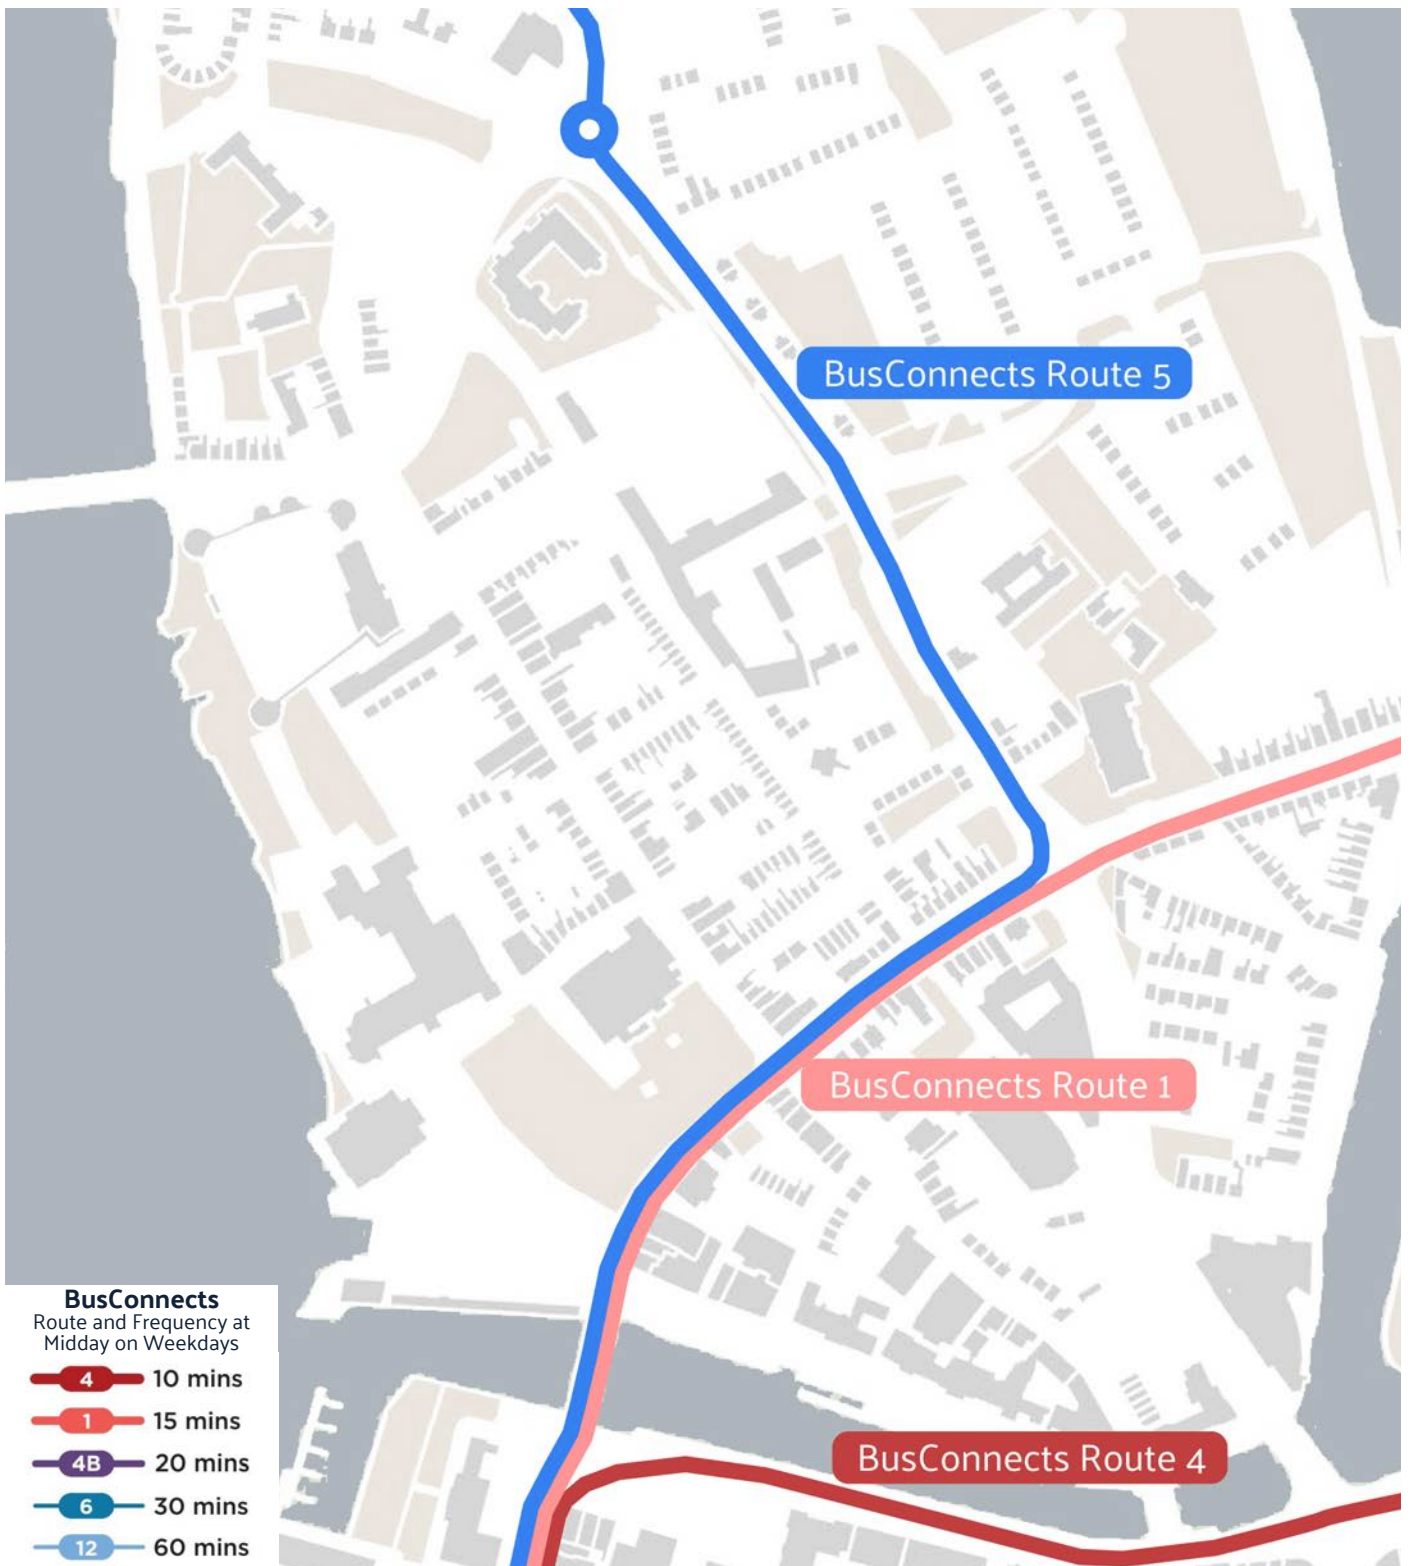 BusConnects Route 5
BusConnects Route 1
BusConnects Route 4
BusConnects
Route and Frequency at
Midday on Weekdays
4 10 mins
1 15 mins
4B 20 mins
6 30 mins
12 60 mins